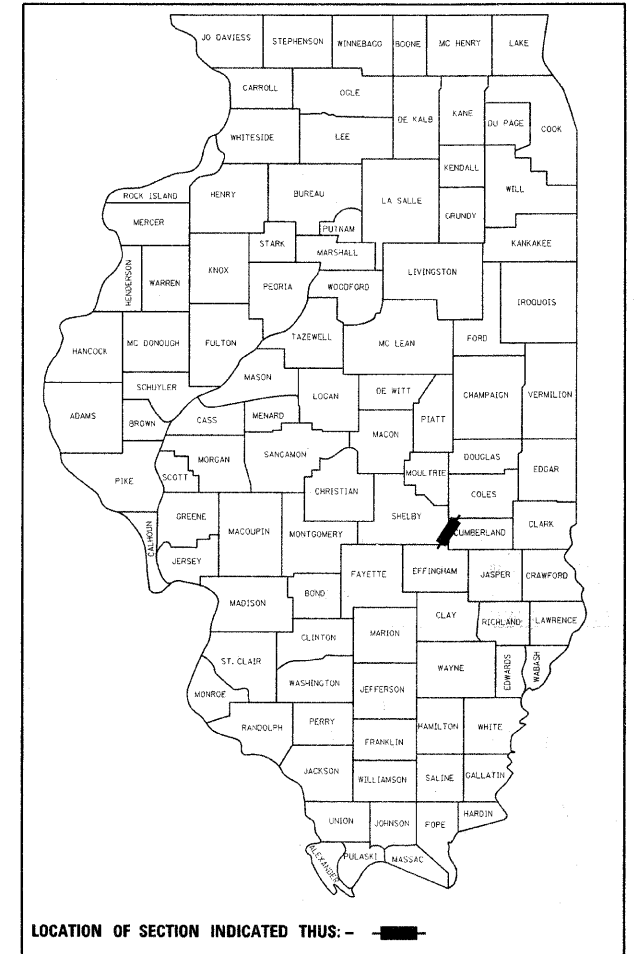 JO DAVIESS STEPHENSON WINNEBAGO BOONE MC HENRY LAKE
CARROLL OGLE DE KALB KANE DU PAGE COOK
WHITESIDE LEE KENDALL WILL
ROCK ISLAND HENRY BUREAU LA SALLE GRUNDY
MERCER PUTNAM KANKAKEE
HENDERSON WARREN KNOX STARK MARSHALL LIVINGSTON
PEORIA WOODFORD IROQUOIS
HANCOCK MC DONOUGH FULTON TAZEWELL MC LEAN FORD
SCHUYLER MASON LOGAN DE WITT CHAMPAIGN VERMILION
ADAMS BROWN CASS MENARD MACON PIATT
MORGAN SANGAMON MOULTRIE DOUGLAS EDGAR
PIKE SCOTT CHRISTIAN COLES
GREENE MACOUPIN MONTGOMERY SHELBY CUMBERLAND CLARK
CALHOUN JERSEY FAYETTE EFFINGHAM JASPER CRAWFORD
MADISON BOND CLAY RICHLAND LAWRENCE
CLINTON MARION
ST. CLAIR WAYNE EDWARDS WABASH
MONROE WASHINGTON JEFFERSON
RANDOLPH PERRY HAMILTON WHITE
FRANKLIN
JACKSON WILLIAMSON SALINE GALLATIN
UNION JOHNSON POPE HARDIN
ALEXANDER PULASKI MASSAC
LOCATION OF SECTION INDICATED THUS: -